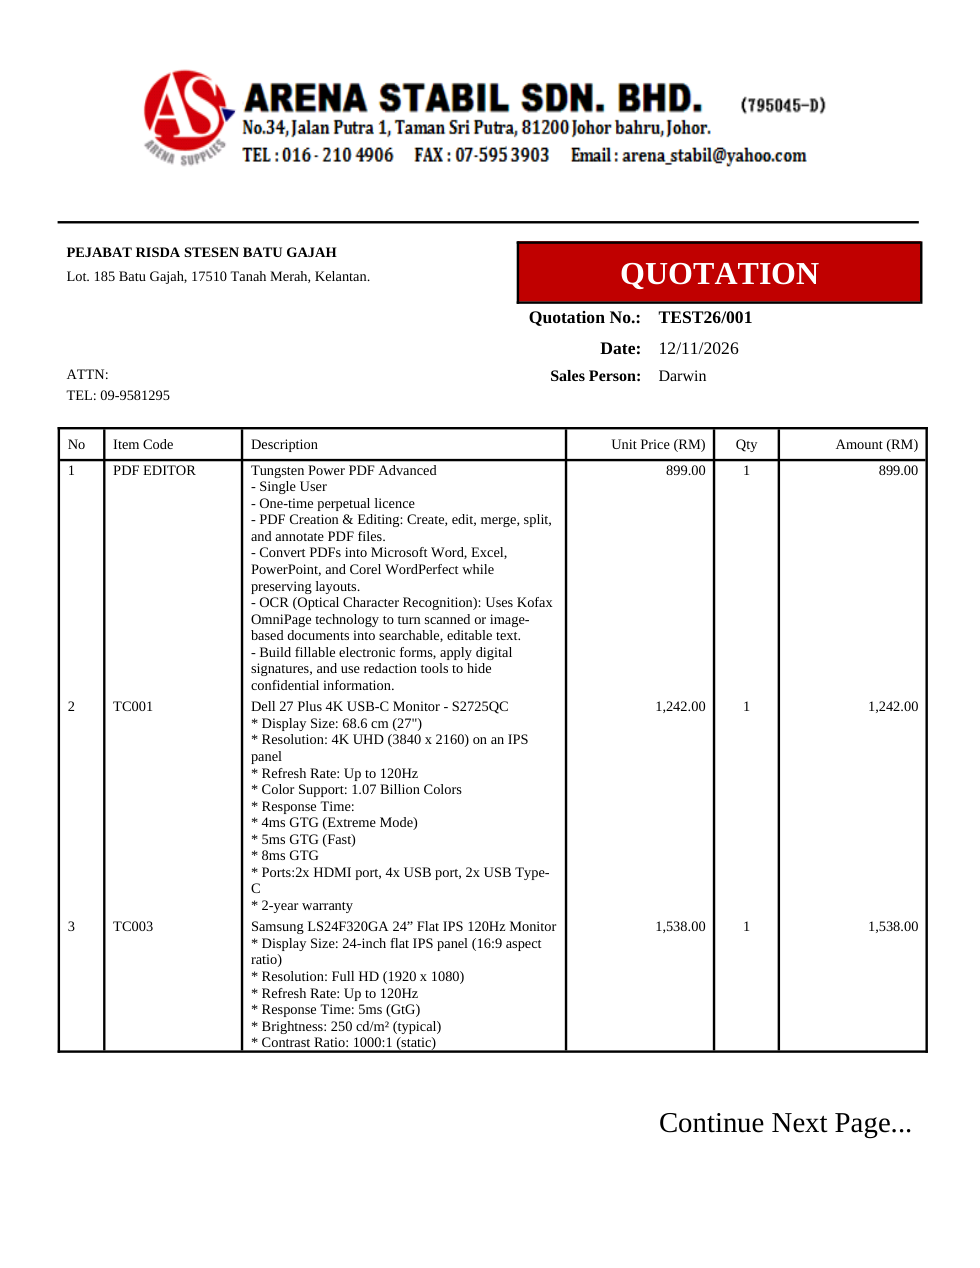 AS
ARENA SUPPLIES
ARENA STABIL SDN. BHD. (795045-D)
No.34, Jalan Putra 1, Taman Sri Putra, 81200 Johor bahru, Johor.
TEL : 016 - 210 4906 FAX : 07-595 3903 Email : arena_stabil@yahoo.com
PEJABAT RISDA STESEN BATU GAJAH
Lot. 185 Batu Gajah, 17510 Tanah Merah, Kelantan.
QUOTATION
Quotation No.: TEST26/001
Date: 12/11/2026
ATTN:
Sales Person: Darwin
TEL: 09-9581295
No Item Code Description Unit Price (RM) Qty Amount (RM)
1 PDF EDITOR Tungsten Power PDF Advanced 899.00 1 899.00
- Single User
- One-time perpetual licence
- PDF Creation & Editing: Create, edit, merge, split,
and annotate PDF files.
- Convert PDFs into Microsoft Word, Excel,
PowerPoint, and Corel WordPerfect while
preserving layouts.
- OCR (Optical Character Recognition): Uses Kofax
OmniPage technology to turn scanned or image-
based documents into searchable, editable text.
- Build fillable electronic forms, apply digital
signatures, and use redaction tools to hide
confidential information.
2 TC001 Dell 27 Plus 4K USB-C Monitor - S2725QC 1,242.00 1 1,242.00
* Display Size: 68.6 cm (27")
* Resolution: 4K UHD (3840 x 2160) on an IPS
panel
* Refresh Rate: Up to 120Hz
* Color Support: 1.07 Billion Colors
* Response Time:
* 4ms GTG (Extreme Mode)
* 5ms GTG (Fast)
* 8ms GTG
* Ports:2x HDMI port, 4x USB port, 2x USB Type-
C
* 2-year warranty
3 TC003 Samsung LS24F320GA 24” Flat IPS 120Hz Monitor 1,538.00 1 1,538.00
* Display Size: 24-inch flat IPS panel (16:9 aspect
ratio)
* Resolution: Full HD (1920 x 1080)
* Refresh Rate: Up to 120Hz
* Response Time: 5ms (GtG)
* Brightness: 250 cd/m² (typical)
* Contrast Ratio: 1000:1 (static)
Continue Next Page...